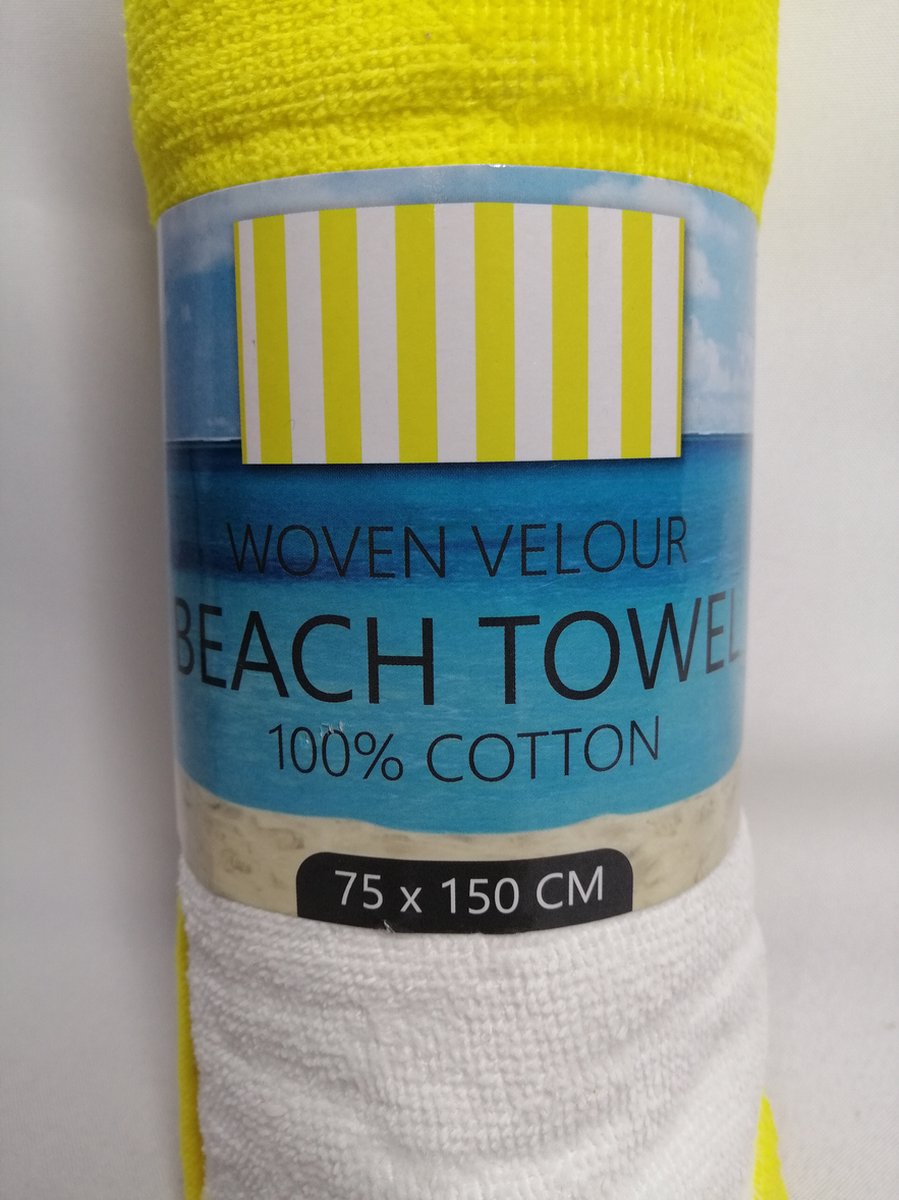 WOVEN VELOUR
BEACH TOWEL
100% COTTON
75 x 150 CM